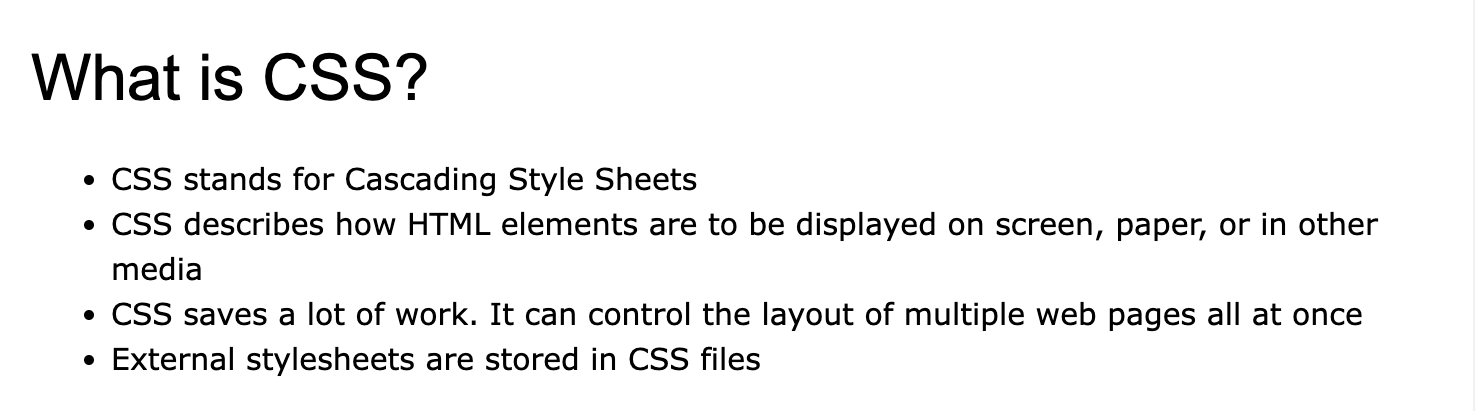 What is CSS?
• CSS stands for Cascading Style Sheets
• CSS describes how HTML elements are to be displayed on screen, paper, or in other
media
• CSS saves a lot of work. It can control the layout of multiple web pages all at once
• External stylesheets are stored in CSS files